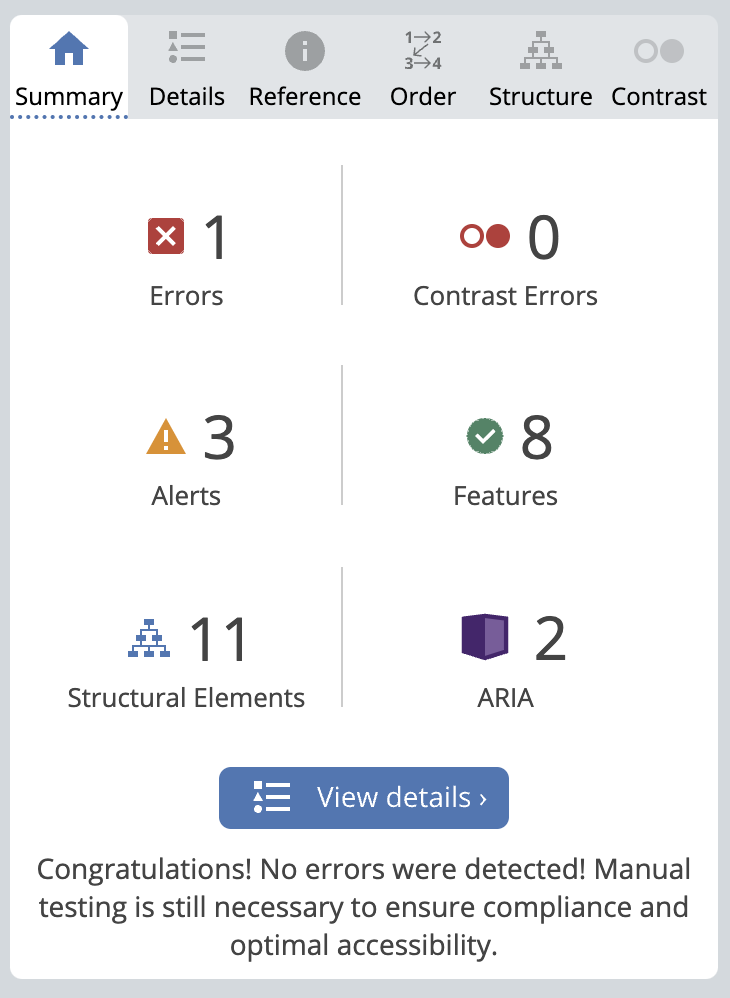 1→2
3→4
Summary Details Reference Order Structure Contrast
1 0
Errors Contrast Errors
3 8
Alerts Features
11 2
Structural Elements ARIA
View details ›
Congratulations! No errors were detected! Manual
testing is still necessary to ensure compliance and
optimal accessibility.